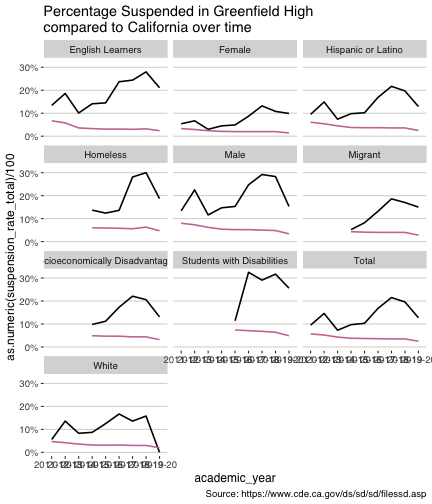 Percentage Suspended in Greenfield High
compared to California over time
English Learners
Female
Hispanic or Latino
30%
20%
10%
0%
Homeless
Male
Migrant
30%
20%
10%
0%
cioeconomically Disadvantag
Students with Disabilities
Total
30%
20%
10%
0%
White
30%
20%
10%
0%
as.numeric(suspension_rate_total)/100
academic_year
Source: https://www.cde.ca.gov/ds/sd/sd/filessd.asp